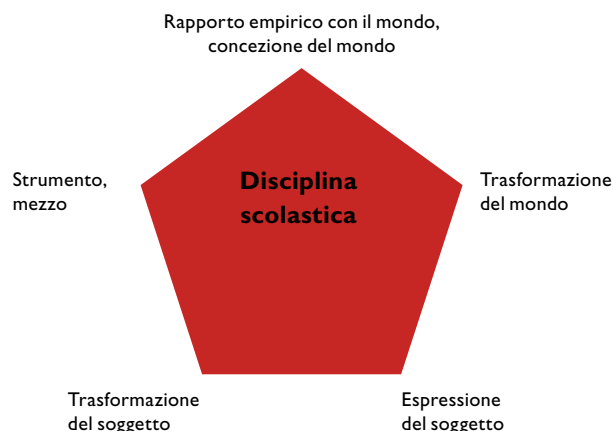 Rapporto empirico con il mondo,
concezione del mondo
Strumento,
mezzo
Disciplina
scolastica
Trasformazione
del mondo
Trasformazione
del soggetto
Espressione
del soggetto